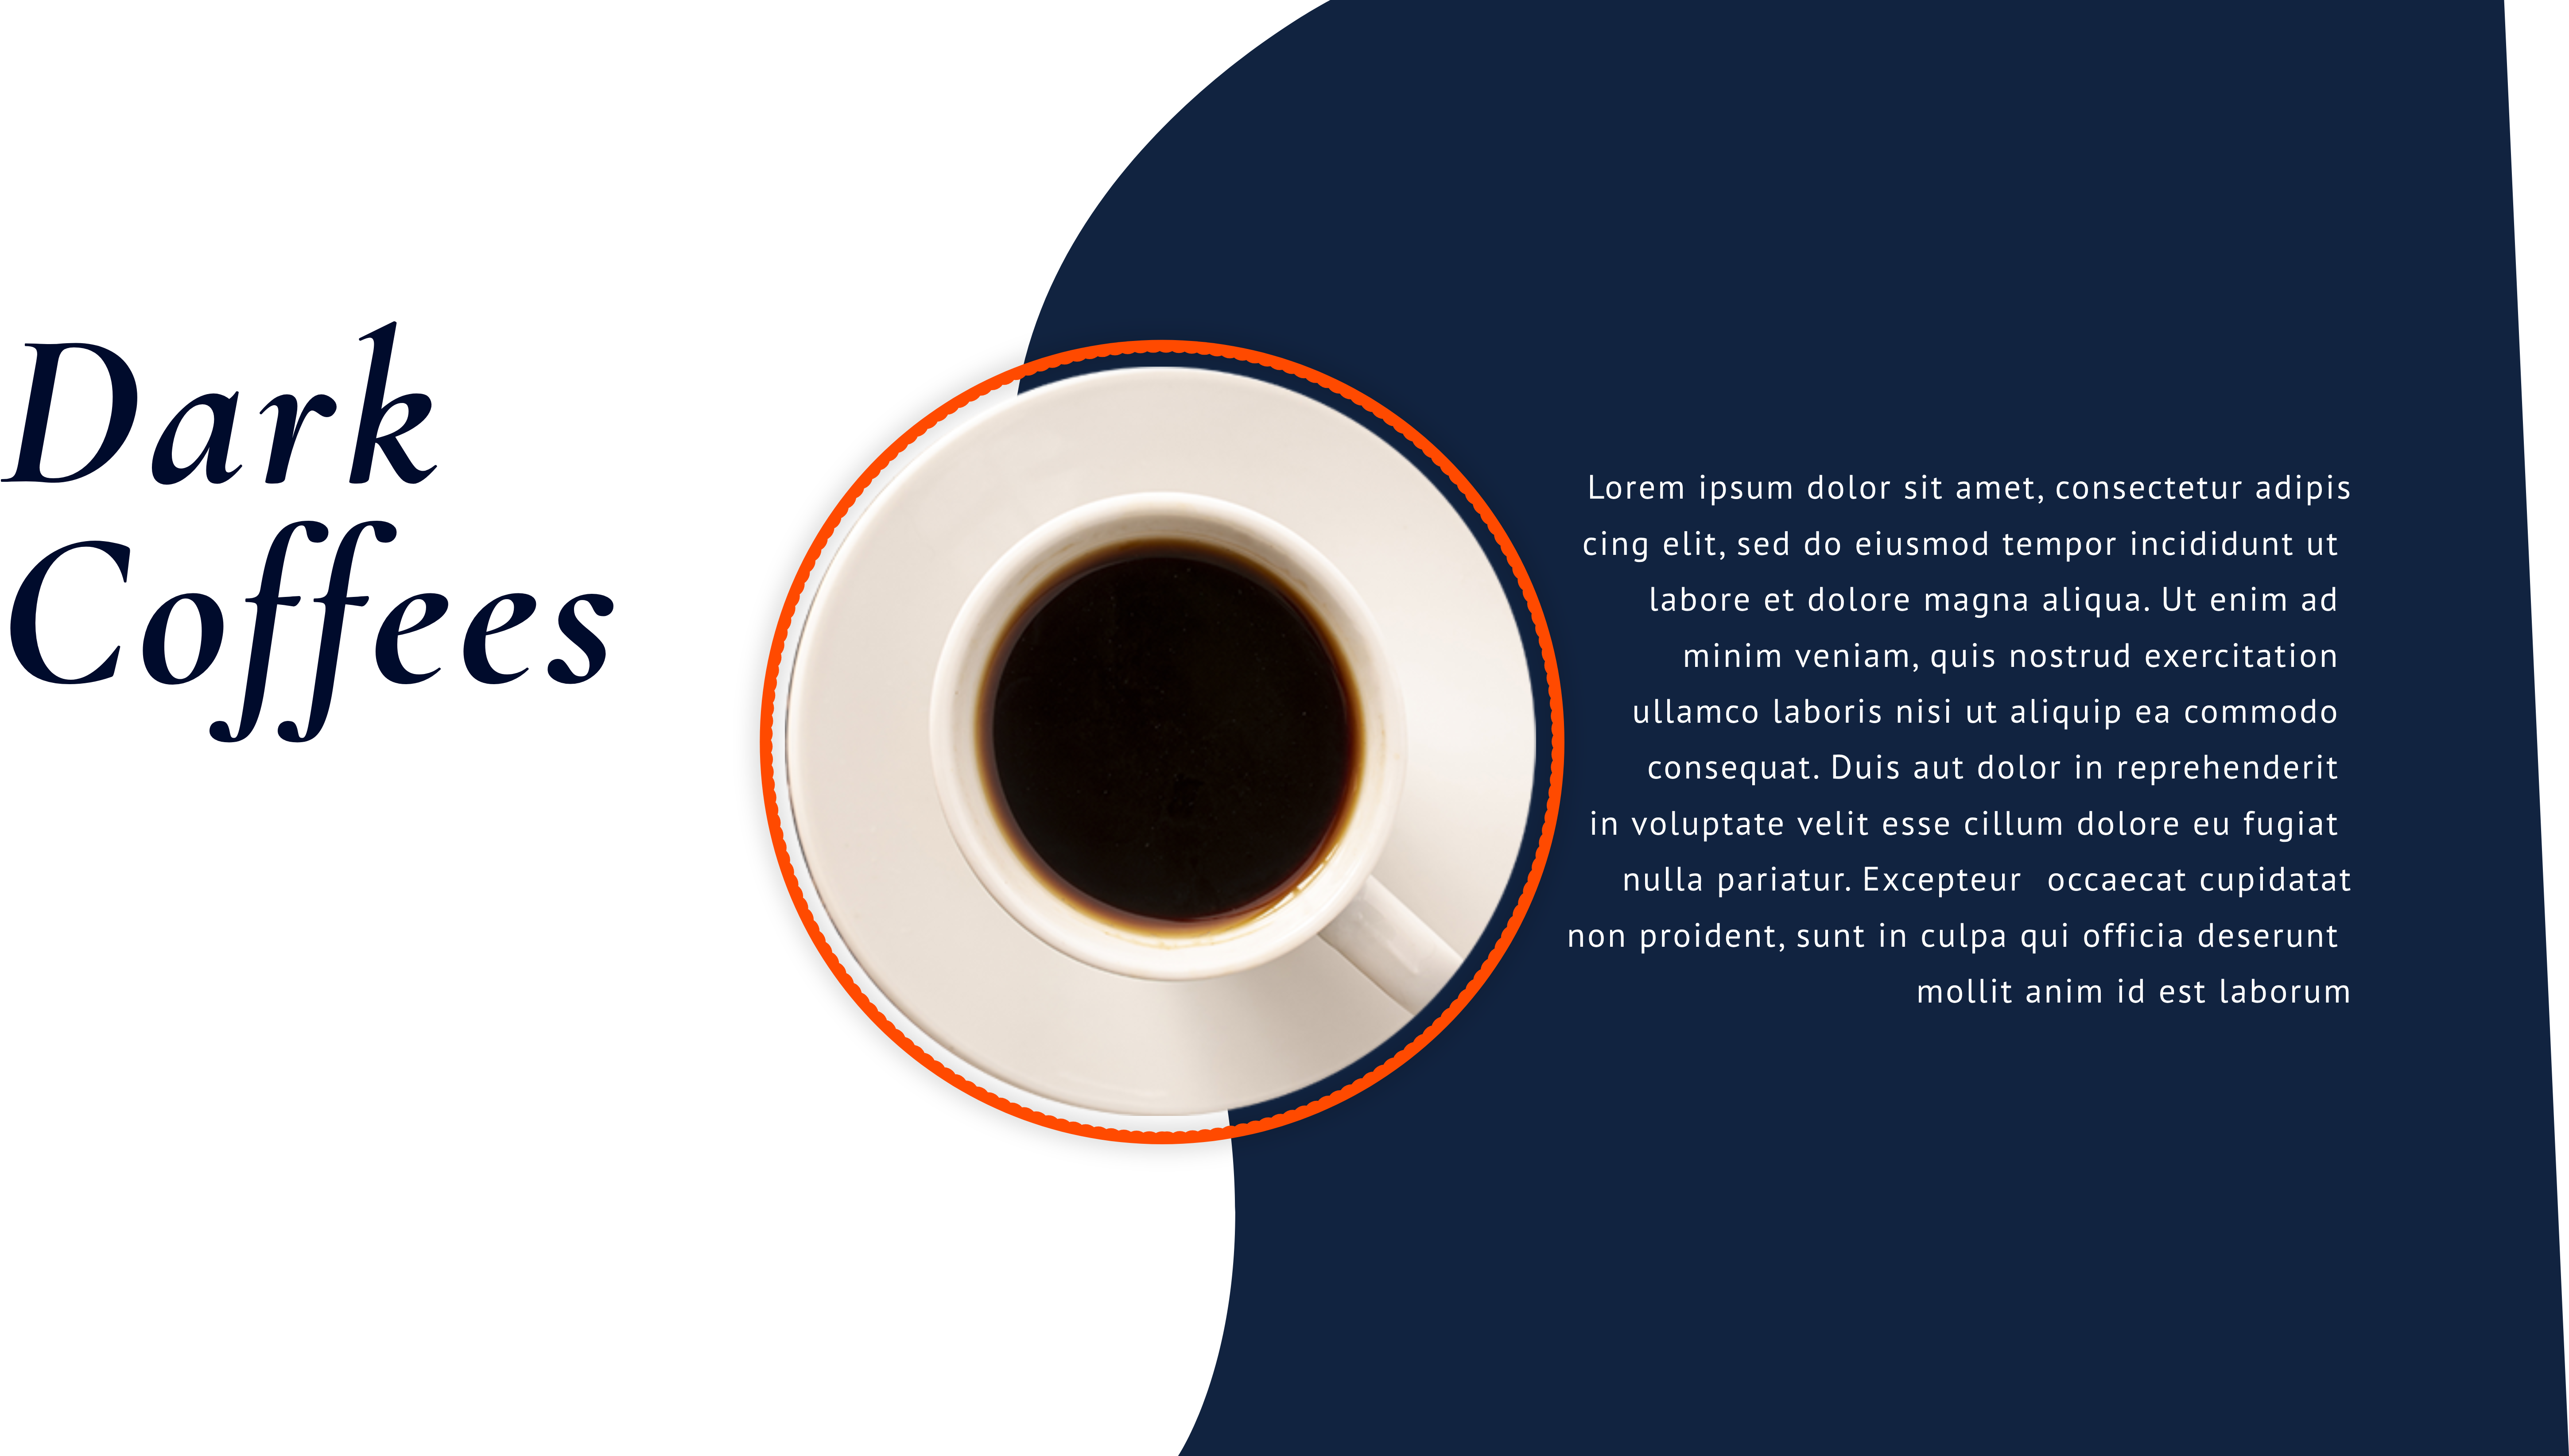 Dark
Coffees
Lorem ipsum dolor sit amet, consectetur adipis
cing elit, sed do eiusmod tempor incididunt ut
labore et dolore magna aliqua. Ut enim ad
minim veniam, quis nostrud exercitation
ullamco laboris nisi ut aliquip ea commodo
consequat. Duis aut dolor in reprehenderit
in voluptate velit esse cillum dolore eu fugiat
nulla pariatur. Excepteur  occaecat cupidatat
non proident, sunt in culpa qui officia deserunt
mollit anim id est laborum